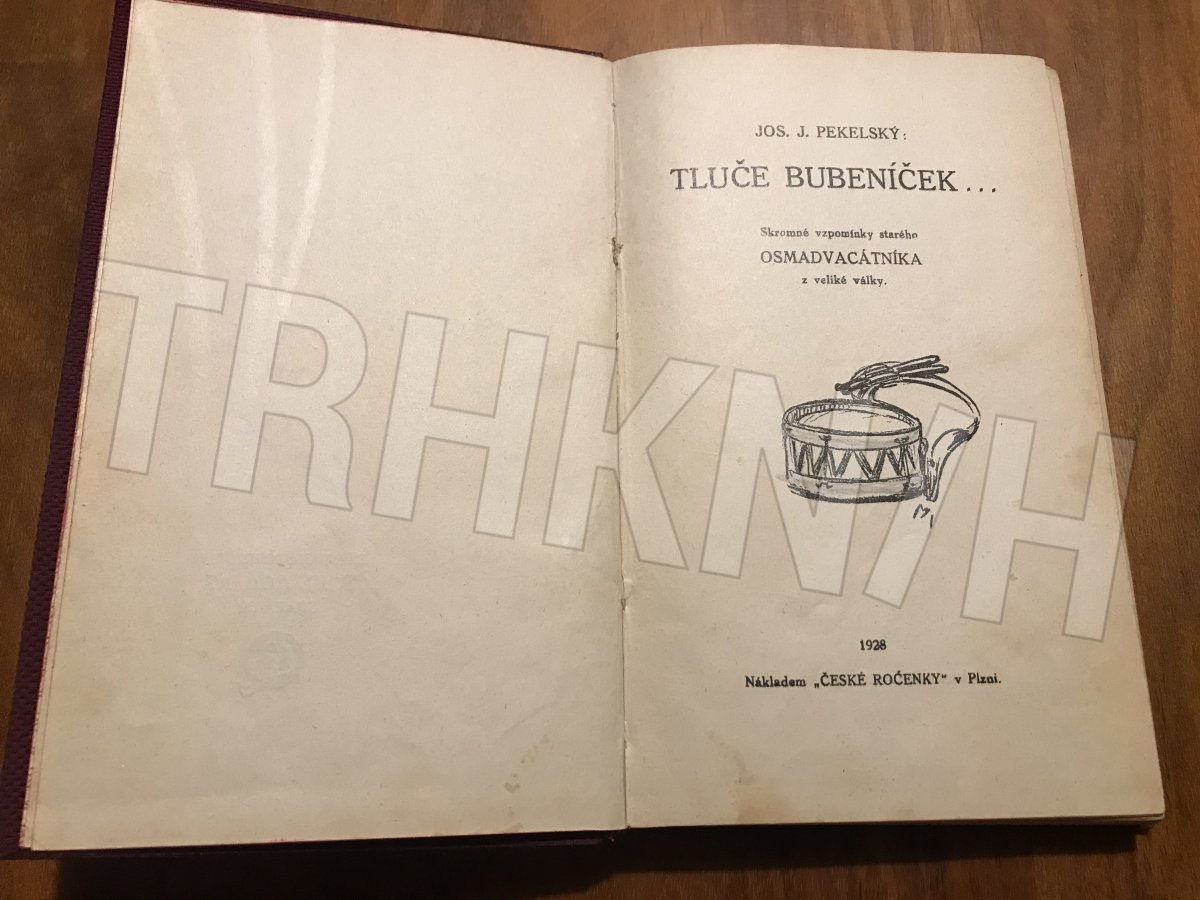 JOS. J. PEKELSKÝ:
TLUČE BUBENÍČEK...
Skromné vzpomínky starého
OSMADVACÁTNÍKA
z veliké války.
TRHKNIH
1928
Nákladem „ČESKÉ ROČENKY" v Plzni.